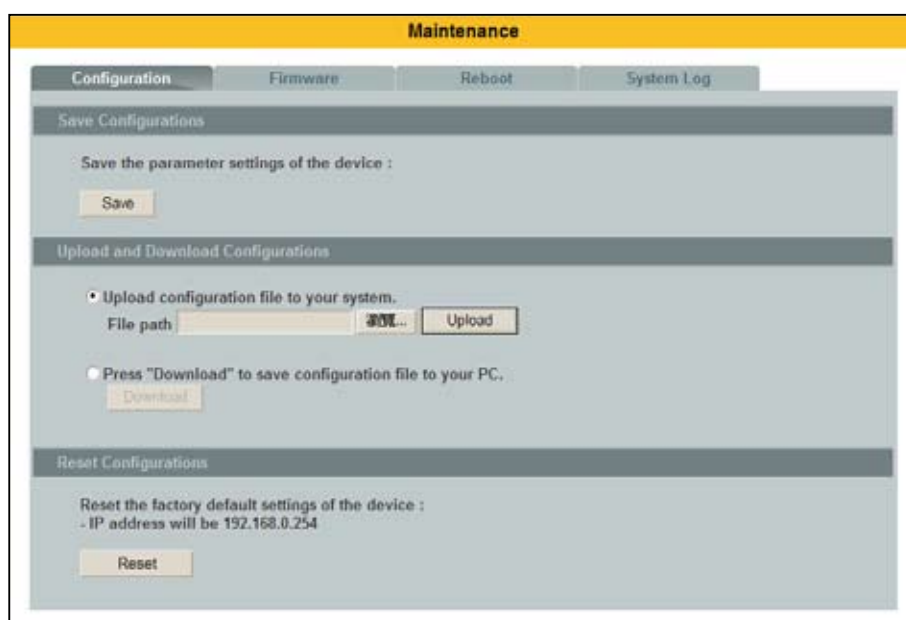 Maintenance
Configuration Firmware Reboot System Log
Save Configurations
Save the parameter settings of the device :
Save
Upload and Download Configurations
Upload configuration file to your system.
File path 瀏覽... Upload
Press "Download" to save configuration file to your PC.
Download
Reset Configurations
Reset the factory default settings of the device :
- IP address will be 192.168.0.254
Reset